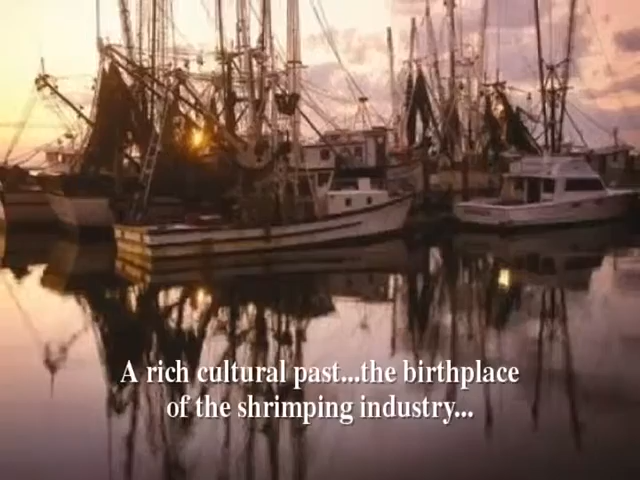 A rich cultural past...the birthplace
of the shrimping industry...